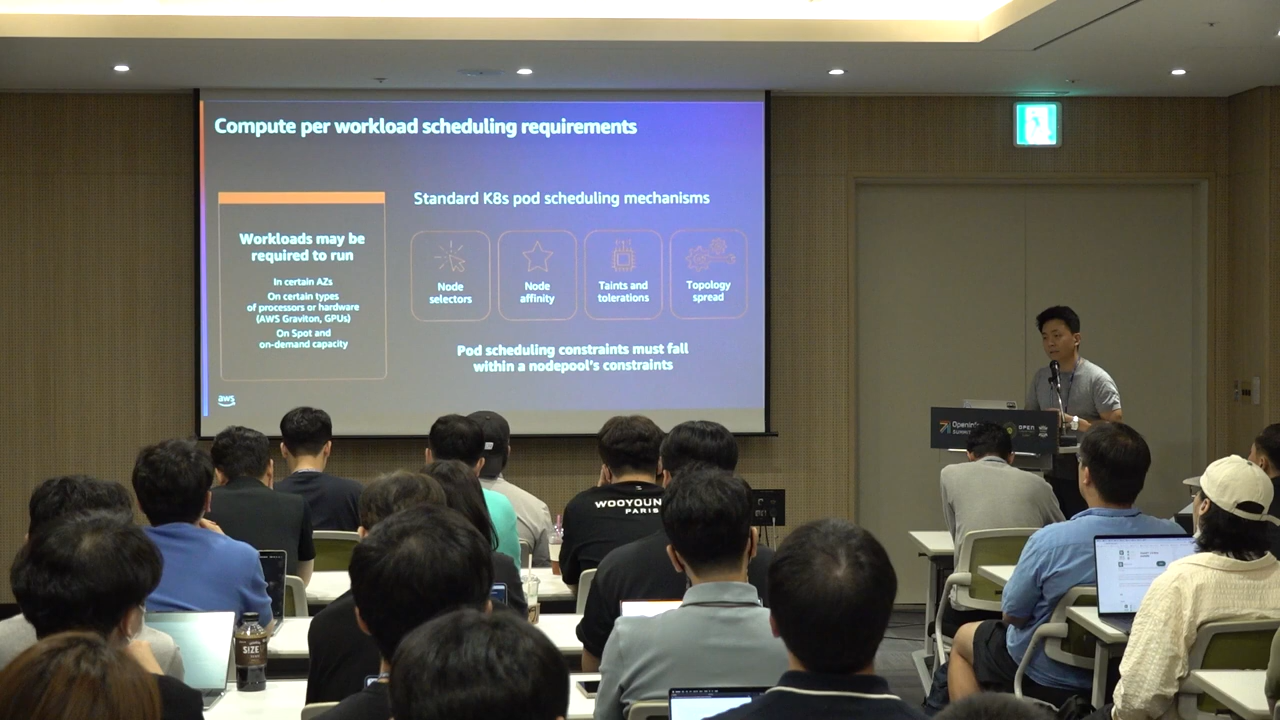 Compute per workload scheduling requirements
Standard K8s pod scheduling mechanisms
Workloads may be
required to run
In certain AZs
On certain types
of processors or hardware
(AWS Graviton, GPUs)
On Spot and
on-demand capacity
Node
selectors
Node
affinity
Taints and
tolerations
Topology
spread
Pod scheduling constraints must fall
within a nodepool's constraints
aws
OPEN
WOOYOUN
PARIS
SIZE